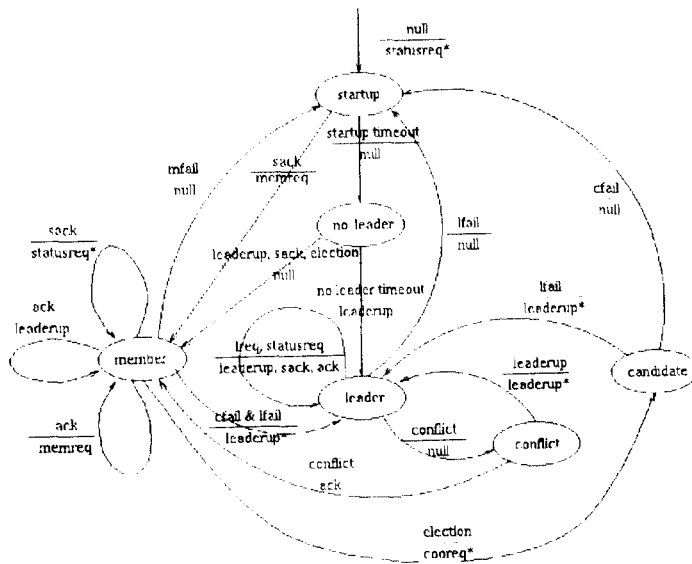 null
statusreq*
startup
startup timeout
null
sack
memreq
mfail
null
cfail
null
lfail
null
no leader
sack
statusreq*
leaderup, sack, election
null
no leader timeout
leaderup
lfail
leaderup*
ack
leaderup
member
lreq, statusreq
leaderup, sack, ack
leaderup
leaderup*
candidate
leader
ack
memreq
cfail & lfail
leaderup*
conflict
null
conflict
conflict
ack
election
cooreq*